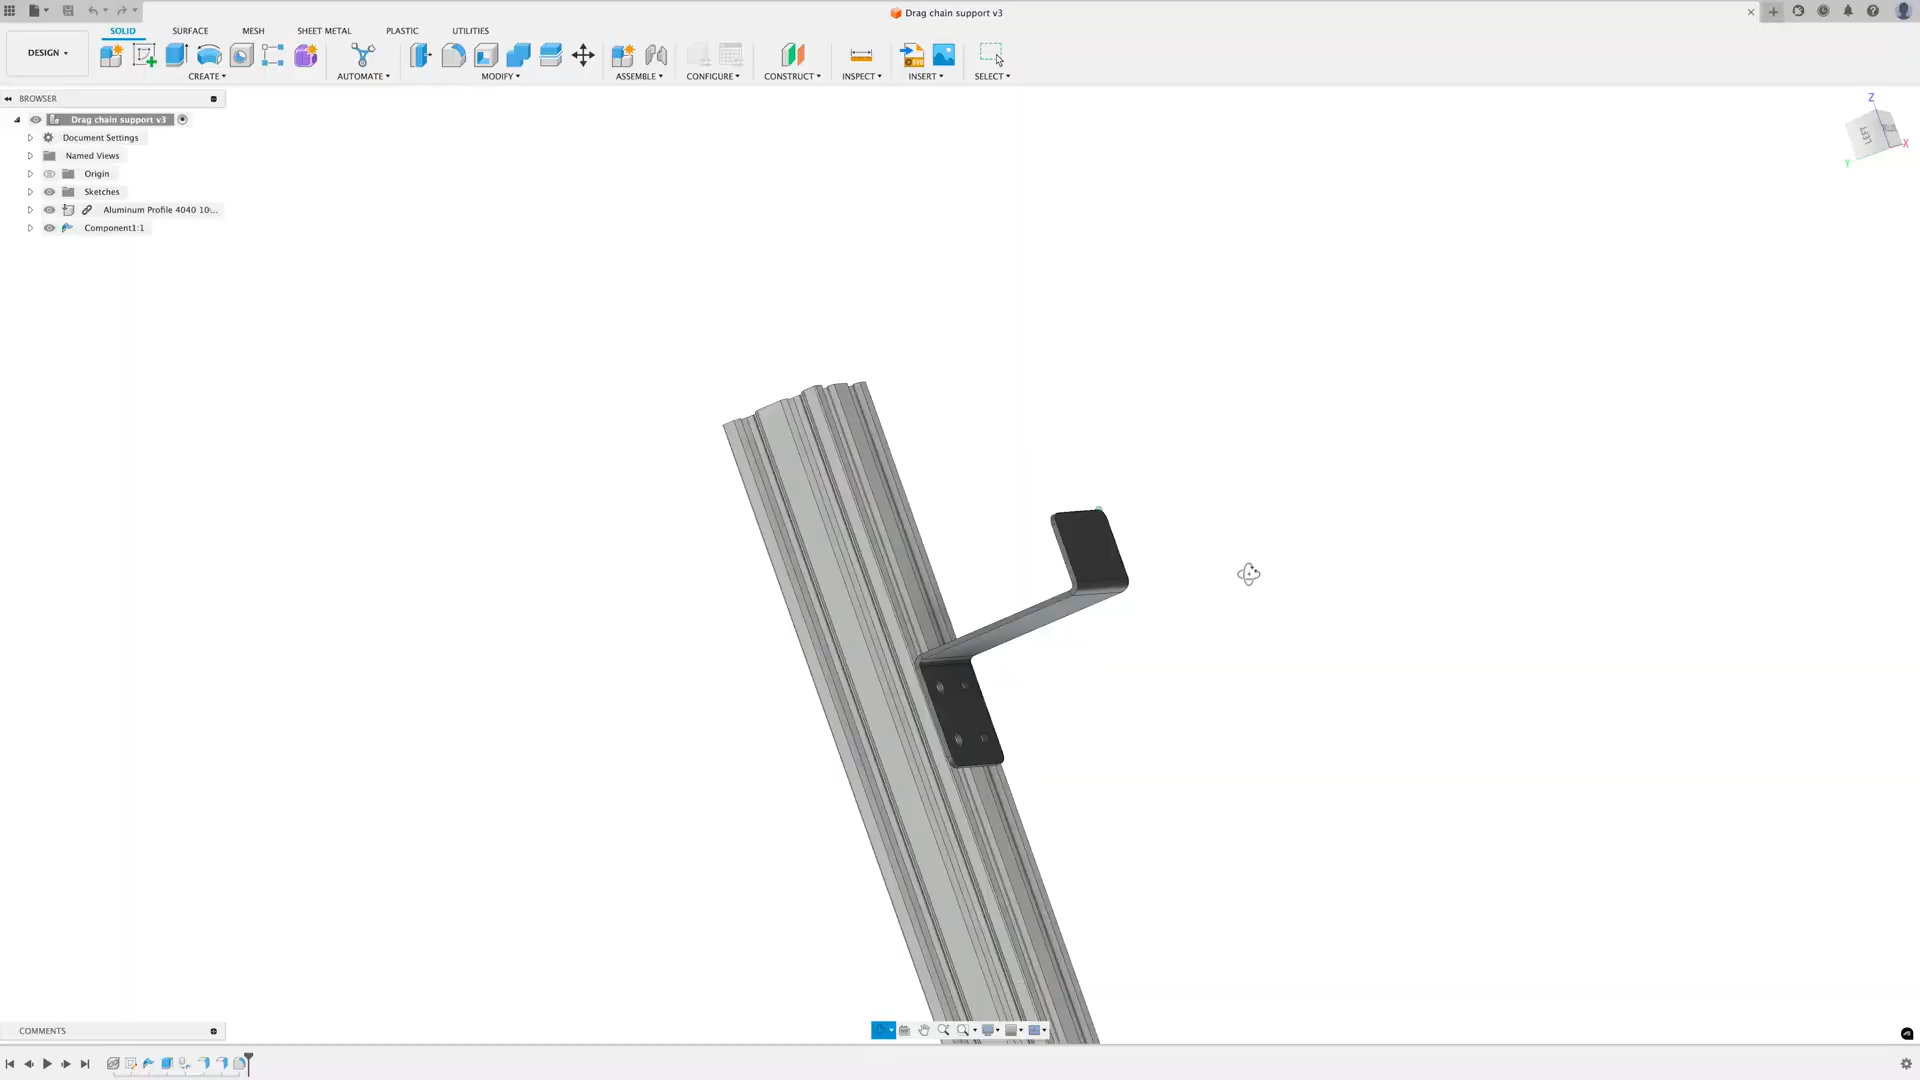 Drag chain support v3
SOLID SURFACE MESH SHEET METAL PLASTIC UTILITIES
DESIGN
CREATE AUTOMATE MODIFY ASSEMBLE CONFIGURE CONSTRUCT INSPECT INSERT SELECT
BROWSER
Drag chain support v3
Document Settings
Named Views
Origin
Sketches
Aluminum Profile 4040 10:...
Component1:1
Z
LEFT
X
Y
COMMENTS